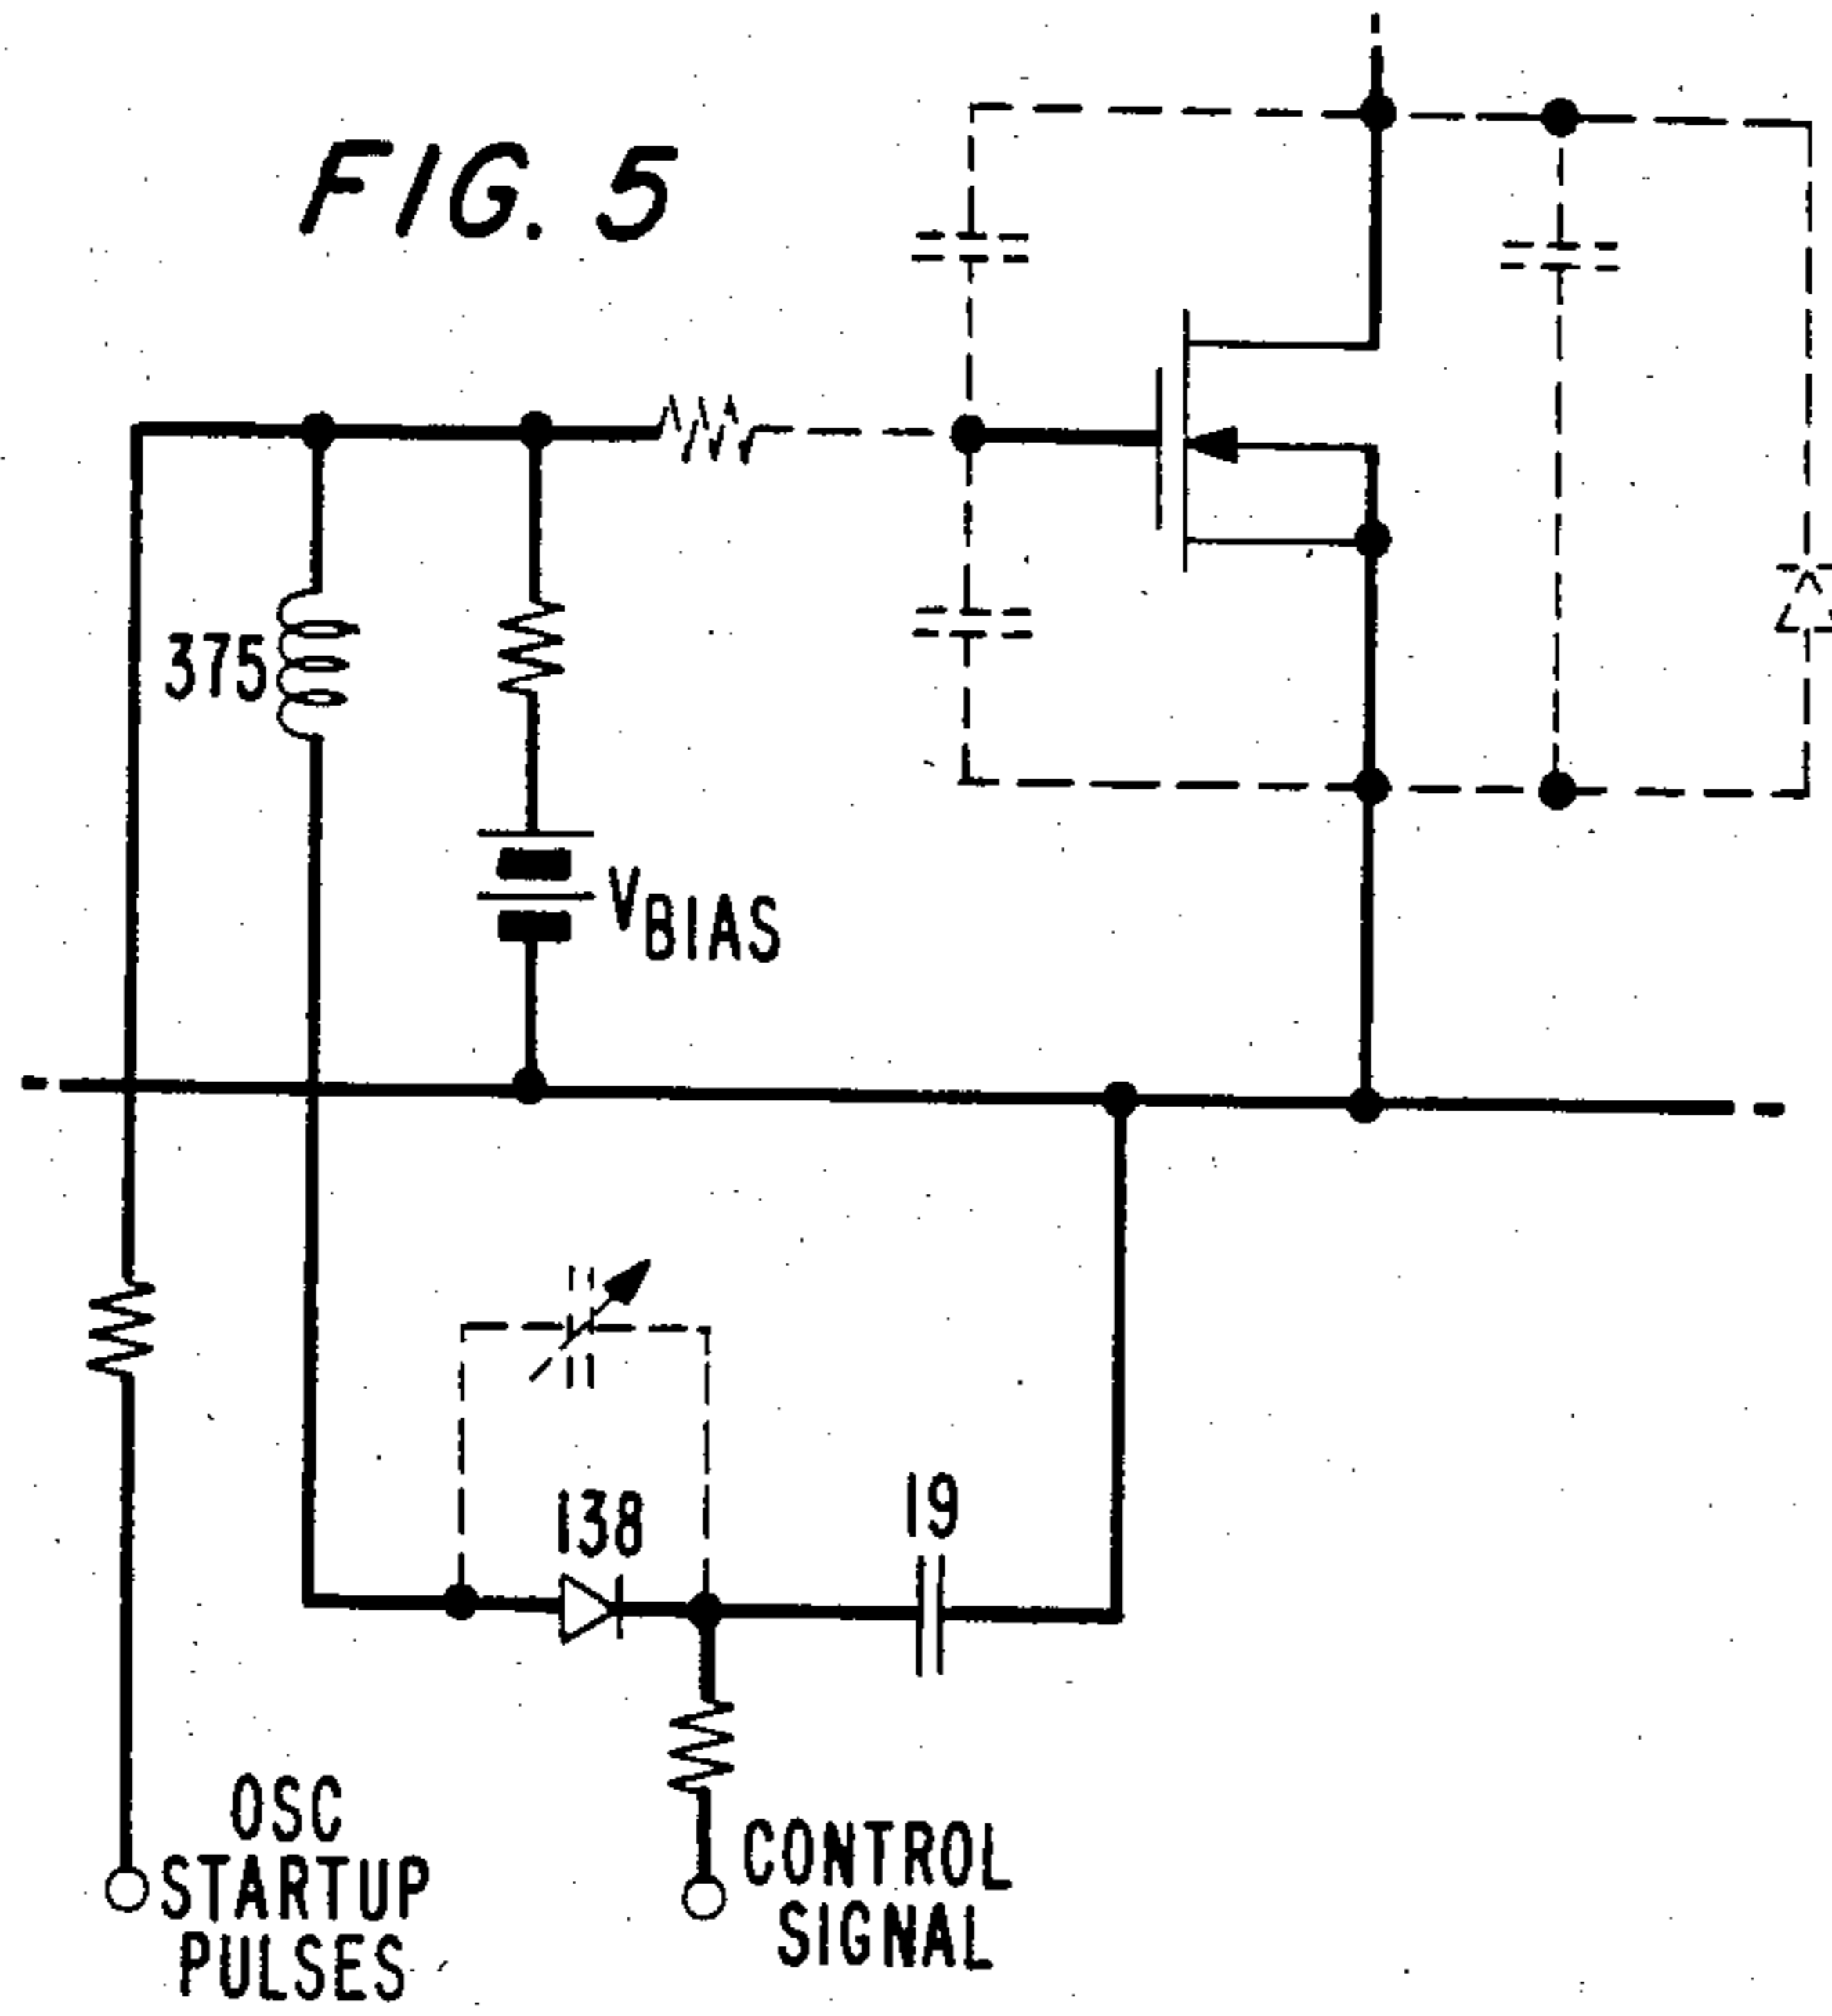 FIG. 5
375
VBIAS
138
19
OSC
STARTUP
PULSES
CONTROL
SIGNAL